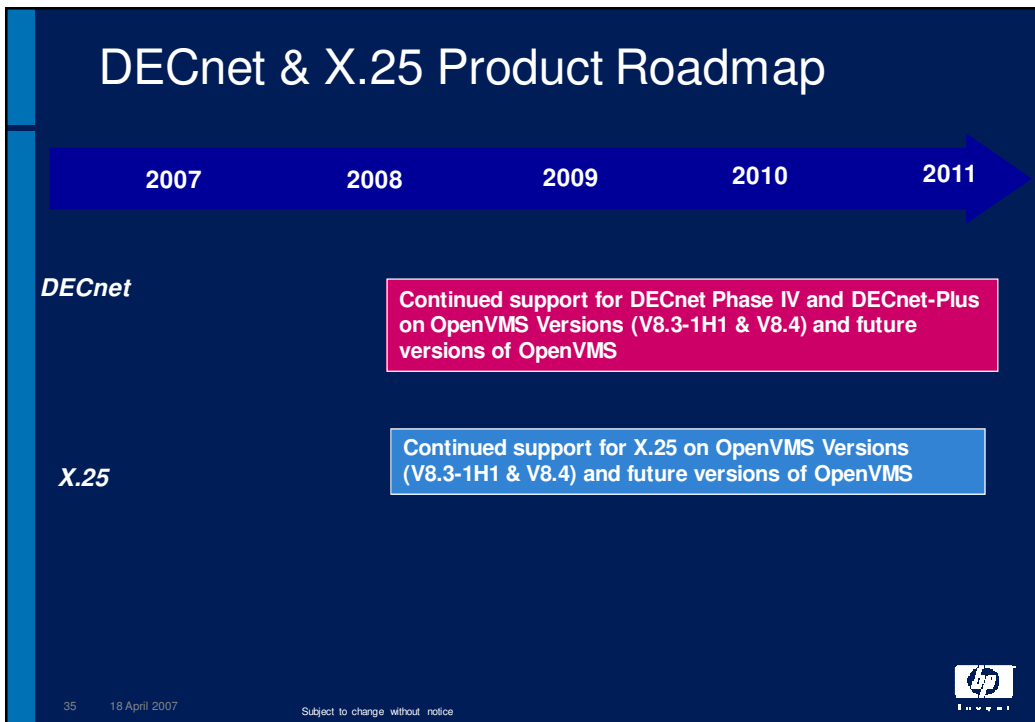 DECnet & X.25 Product Roadmap
2007 2008 2009 2010 2011
DECnet
Continued support for DECnet Phase IV and DECnet-Plus
on OpenVMS Versions (V8.3-1H1 & V8.4) and future
versions of OpenVMS
X.25
Continued support for X.25 on OpenVMS Versions
(V8.3-1H1 & V8.4) and future versions of OpenVMS
35 18 April 2007
Subject to change without notice
hp